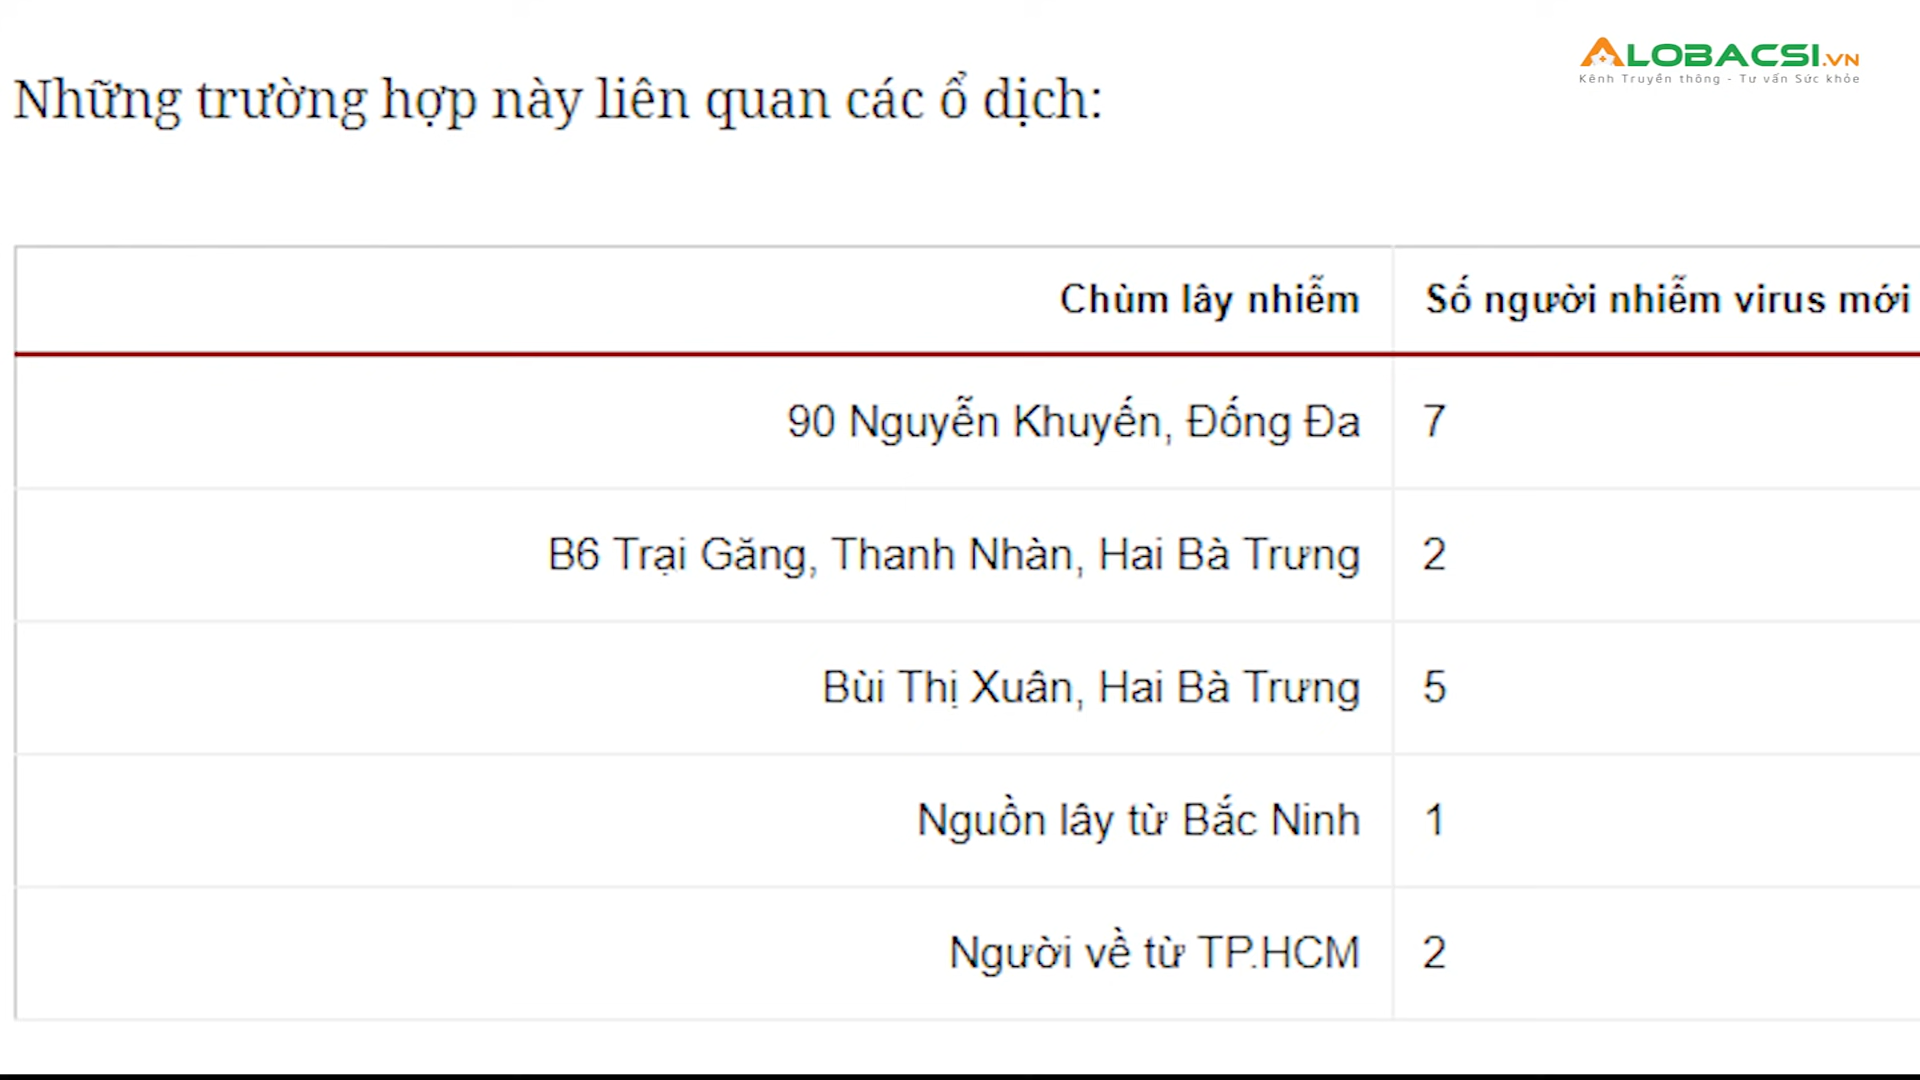 ALOBACSI.VN
Kênh Truyền thông - Tư vấn Sức khỏe
Những trường hợp này liên quan các ổ dịch:
Chùm lây nhiễm Số người nhiễm virus mới
90 Nguyễn Khuyến, Đống Đa 7
B6 Trại Găng, Thanh Nhàn, Hai Bà Trưng 2
Bùi Thị Xuân, Hai Bà Trưng 5
Nguồn lây từ Bắc Ninh 1
Người về từ TP.HCM 2